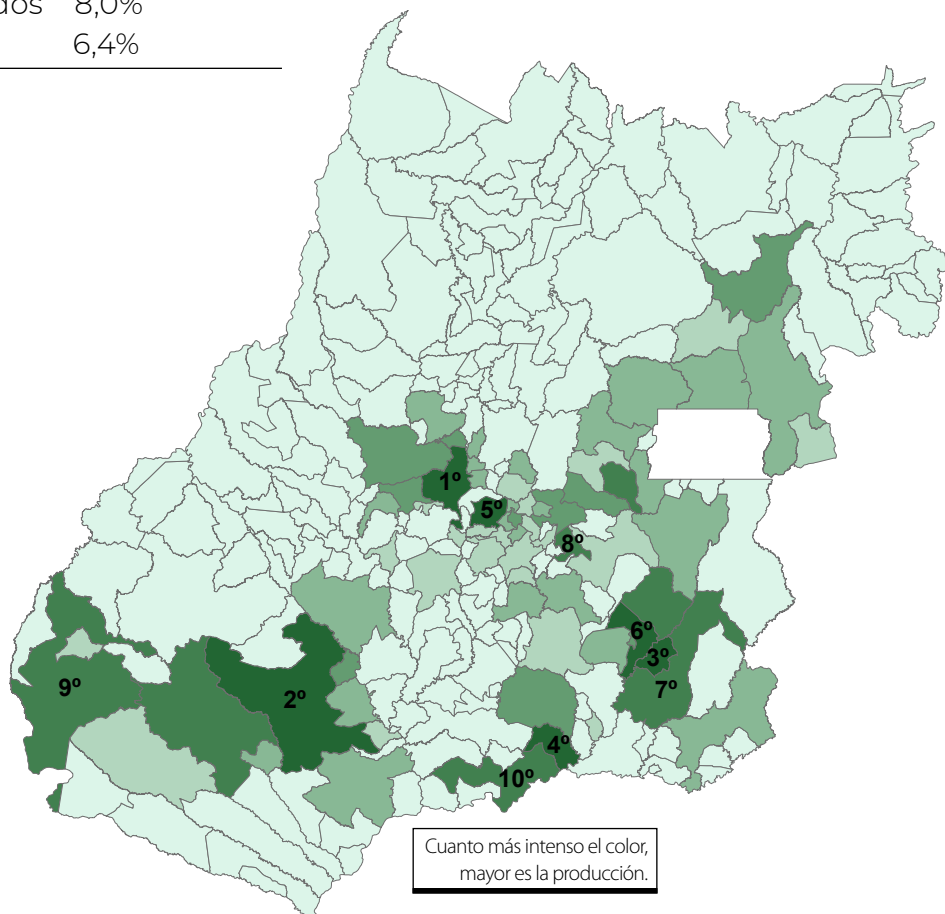 8,0%
6,4%
1º
5º
8º
6º
3º
9º
2º
7º
4º
10º
Cuanto más intenso el color,
mayor es la producción.